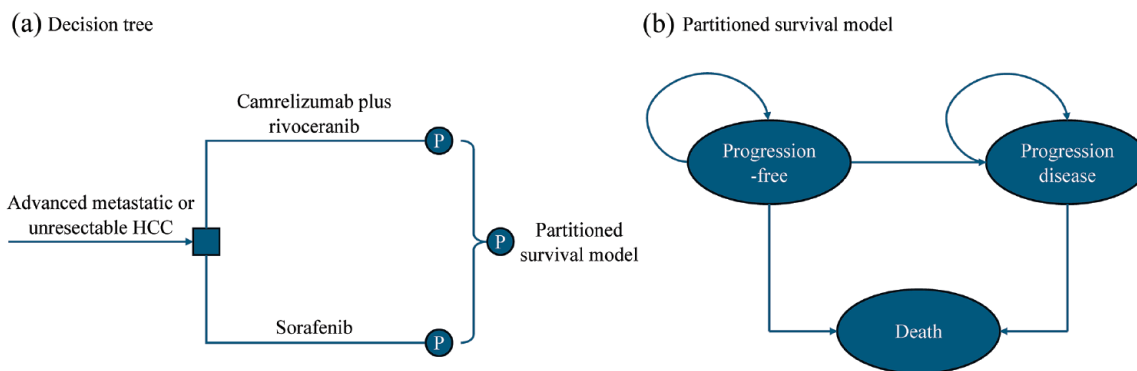 (a) Decision tree
Camrelizumab plus
rivoceranib
P
Advanced metastatic or
unresectable HCC
P
Partitioned
survival model
Sorafenib
P
(b) Partitioned survival model
Progression
-free
Progression
disease
Death